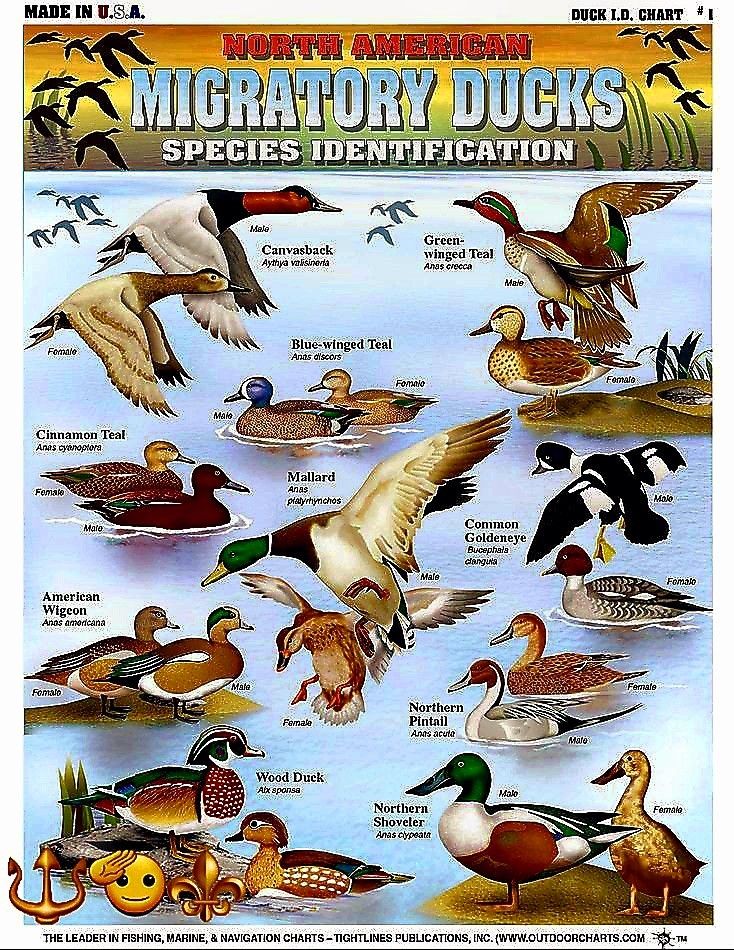 MADE IN U.S.A.
DUCK I.D. CHART #1
NORTH AMERICAN
MIGRATORY DUCKS
SPECIES IDENTIFICATION
Male
Canvasback
Aythya valisineria
Female
Green-
winged Teal
Anas crecca
Male
Female
Blue-winged Teal
Anas discors
Female
Male
Cinnamon Teal
Anas cyanoptera
Female
Male
Mallard
Anas
platyrhynchos
Male
Female
Common
Goldeneye
Bucephala
clangula
Male
Female
American
Wigeon
Anas americana
Female
Male
Northern
Pintail
Anas acuta
Female
Male
Wood Duck
Aix sponsa
Northern
Shoveler
Anas clypeata
Male
Female
THE LEADER IN FISHING, MARINE, & NAVIGATION CHARTS – TIGHTLINES PUBLICATIONS, INC. (WWW.OUTDOORCHARTS.COM ™